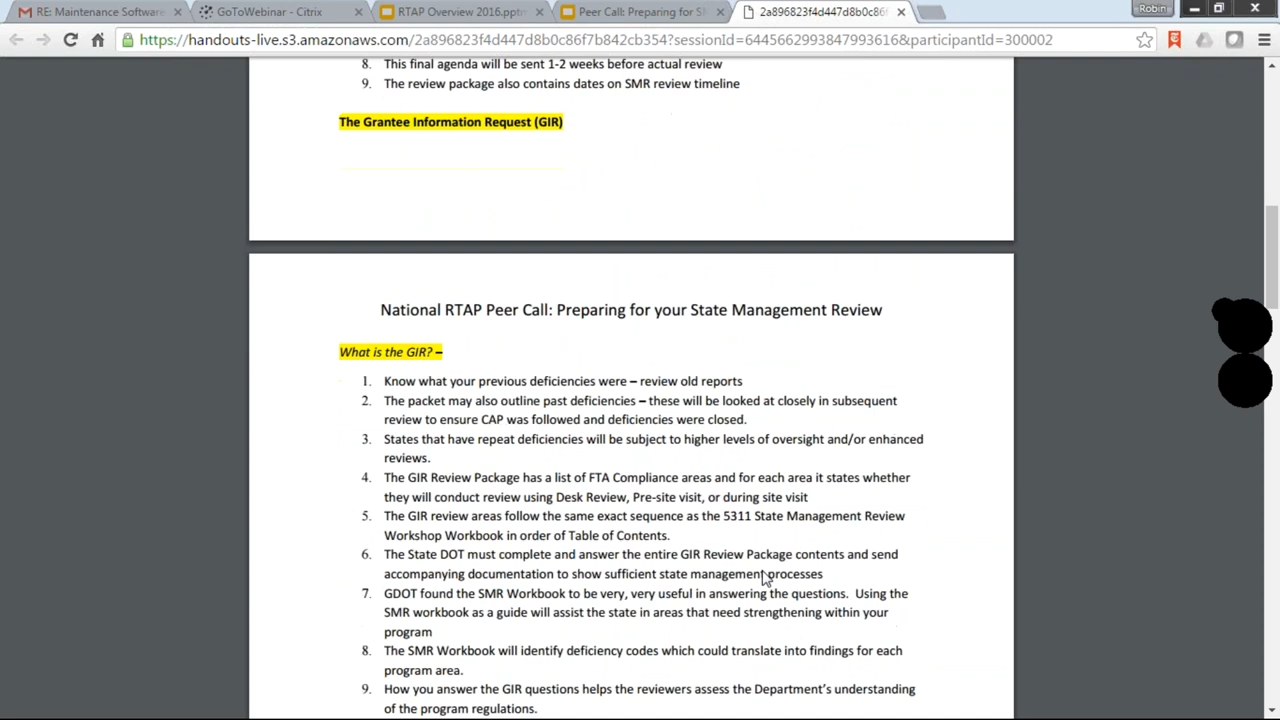 RE: Maintenance Software
GoToWebinar - Citrix
RTAP Overview 2016.pptm
Peer Call: Preparing for SM
2a896823f4d447d8b0c86f
Robin
https://handouts-live.s3.amazonaws.com/2a896823f4d447d8b0c86f7b842cb354?sessionId=6445662993847993616&participantId=300002
8. This final agenda will be sent 1-2 weeks before actual review
9. The review package also contains dates on SMR review timeline
The Grantee Information Request (GIR)
National RTAP Peer Call: Preparing for your State Management Review
What is the GIR? –
1. Know what your previous deficiencies were – review old reports
2. The packet may also outline past deficiencies – these will be looked at closely in subsequent
review to ensure CAP was followed and deficiencies were closed.
3. States that have repeat deficiencies will be subject to higher levels of oversight and/or enhanced
reviews.
4. The GIR Review Package has a list of FTA Compliance areas and for each area it states whether
they will conduct review using Desk Review, Pre-site visit, or during site visit
5. The GIR review areas follow the same exact sequence as the 5311 State Management Review
Workshop Workbook in order of Table of Contents.
6. The State DOT must complete and answer the entire GIR Review Package contents and send
accompanying documentation to show sufficient state management processes
7. GDOT found the SMR Workbook to be very, very useful in answering the questions. Using the
SMR workbook as a guide will assist the state in areas that need strengthening within your
program
8. The SMR Workbook will identify deficiency codes which could translate into findings for each
program area.
9. How you answer the GIR questions helps the reviewers assess the Department's understanding
of the program regulations.